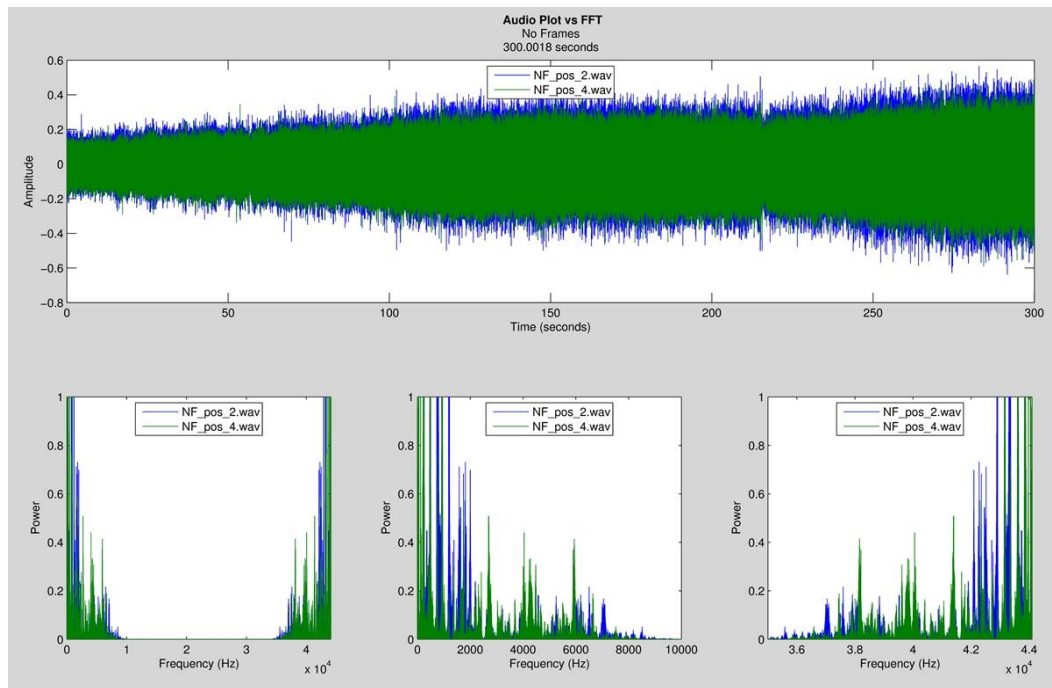 Audio Plot vs FFT
No Frames
300.0018 seconds
0.6
0.4
0.2
0
−0.2
−0.4
−0.6
−0.8
Amplitude
NF_pos_2.wav
NF_pos_4.wav
0 50 100 150 200 250 300
Time (seconds)
1
0.8
0.6
0.4
0.2
0
Power
NF_pos_2.wav
NF_pos_4.wav
0 1 2 3 4
Frequency (Hz)
x 10^4
1
0.8
0.6
0.4
0.2
0
Power
NF_pos_2.wav
NF_pos_4.wav
0 2000 4000 6000 8000 10000
Frequency (Hz)
1
0.8
0.6
0.4
0.2
0
Power
NF_pos_2.wav
NF_pos_4.wav
3.6 3.8 4 4.2 4.4
Frequency (Hz)
x 10^4